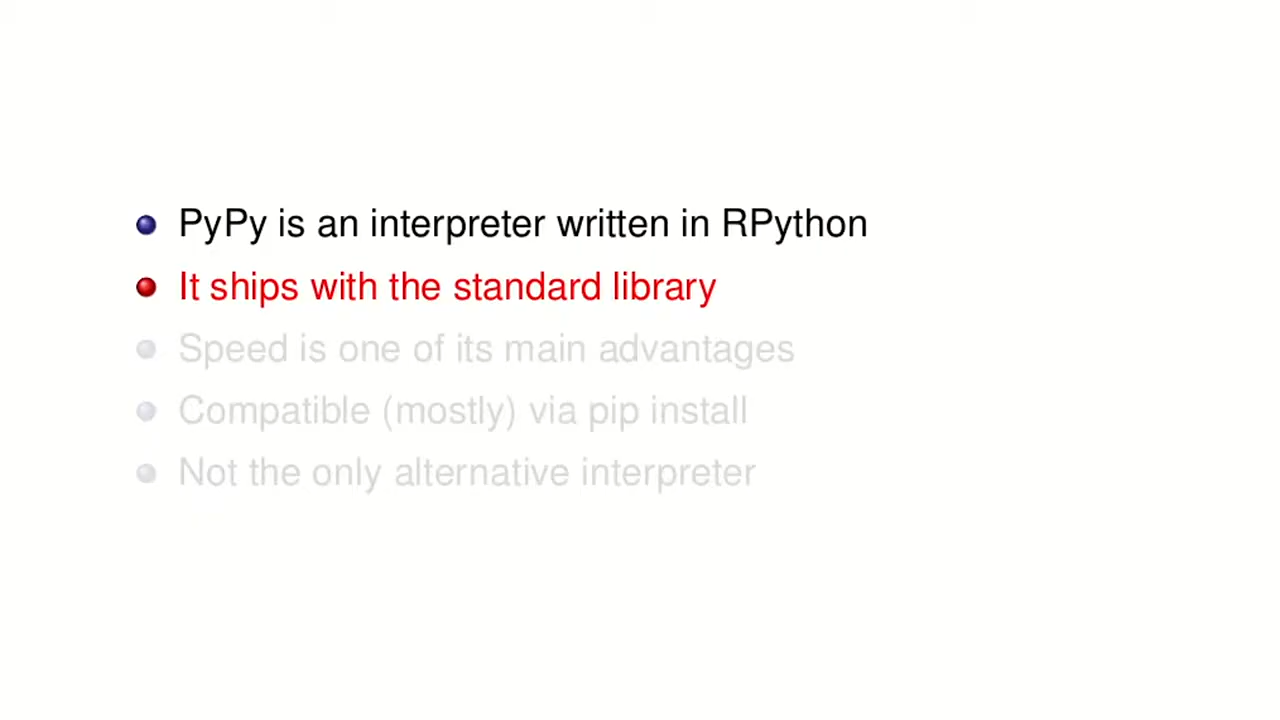 PyPy is an interpreter written in RPython
It ships with the standard library
Speed is one of its main advantages
Compatible (mostly) via pip install
Not the only alternative interpreter